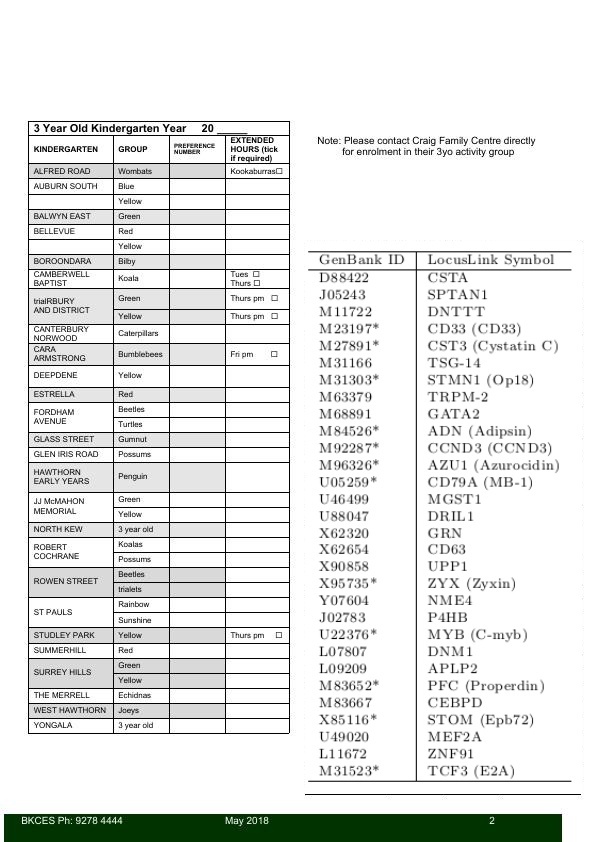 3 Year Old Kindergarten Year 20 _____
KINDERGARTEN GROUP PREFERENCE NUMBER EXTENDED HOURS (tick if required)
ALFRED ROAD Wombats Kookaburras☐
AUBURN SOUTH Blue
Yellow
BALWYN EAST Green
BELLEVUE Red
Yellow
BOROONDARA Bilby
CAMBERWELL BAPTIST Koala Tues ☐ Thurs ☐
trialRBURY AND DISTRICT Green Thurs pm ☐
Yellow Thurs pm ☐
CANTERBURY NORWOOD Caterpillars
CARA ARMSTRONG Bumblebees Fri pm ☐
DEEPDENE Yellow
ESTRELLA Red
FORDHAM AVENUE Beetles
Turtles
GLASS STREET Gumnut
GLEN IRIS ROAD Possums
HAWTHORN EARLY YEARS Penguin
JJ McMAHON MEMORIAL Green
Yellow
NORTH KEW 3 year old
ROBERT COCHRANE Koalas
Possums
ROWEN STREET Beetles
trialets
ST PAULS Rainbow
Sunshine
STUDLEY PARK Yellow Thurs pm ☐
SUMMERHILL Red
SURREY HILLS Green
Yellow
THE MERRELL Echidnas
WEST HAWTHORN Joeys
YONGALA 3 year old
Note: Please contact Craig Family Centre directly
for enrolment in their 3yo activity group
GenBank ID LocusLink Symbol
D88422 CSTA
J05243 SPTAN1
M11722 DNTTT
M23197* CD33 (CD33)
M27891* CST3 (Cystatin C)
M31166 TSG-14
M31303* STMN1 (Op18)
M63379 TRPM-2
M68891 GATA2
M84526* ADN (Adipsin)
M92287* CCND3 (CCND3)
M96326* AZU1 (Azurocidin)
U05259* CD79A (MB-1)
U46499 MGST1
U88047 DRIL1
X62320 GRN
X62654 CD63
X90858 UPP1
X95735* ZYX (Zyxin)
Y07604 NME4
J02783 P4HB
U22376* MYB (C-myb)
L07807 DNM1
L09209 APLP2
M83652* PFC (Properdin)
M83667 CEBPD
X85116* STOM (Epb72)
U49020 MEF2A
L11672 ZNF91
M31523* TCF3 (E2A)
BKCES Ph: 9278 4444 May 2018 2